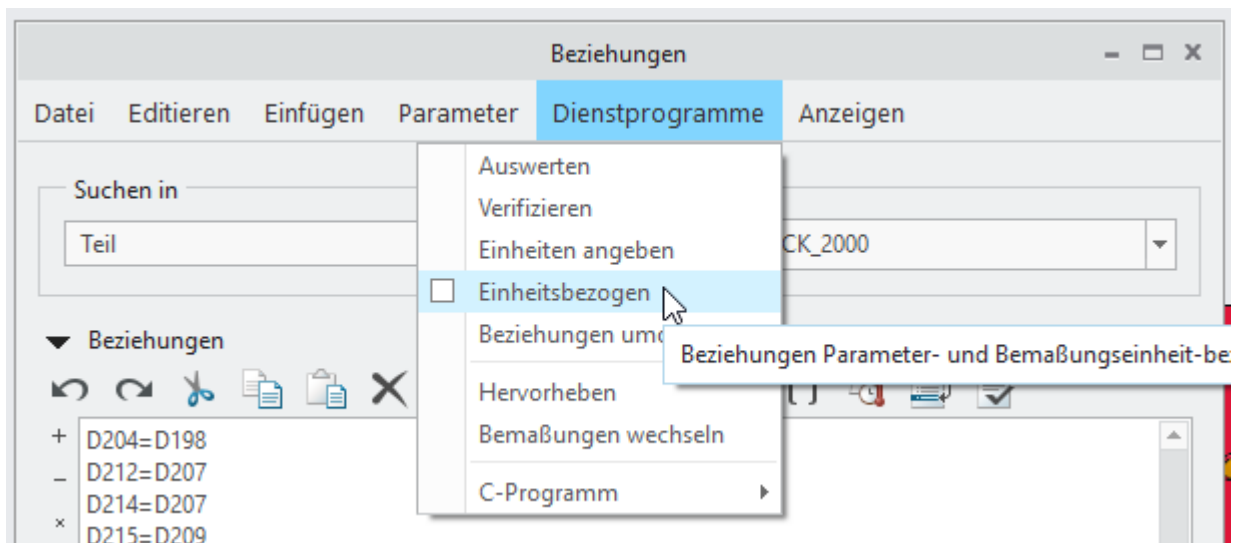 Beziehungen
Datei Editieren Einfügen Parameter Dienstprogramme Anzeigen
Suchen in
Teil
CK_2000
Auswerten
Verifizieren
Einheiten angeben
Einheitsbezogen
Beziehungen
Beziehungen Parameter- und Bemaßungseinheit-be
Beziehungen
Hervorheben
Bemaßungen wechseln
C-Programm
+ D204=D198
_ D212=D207
D214=D207
× D215=D209